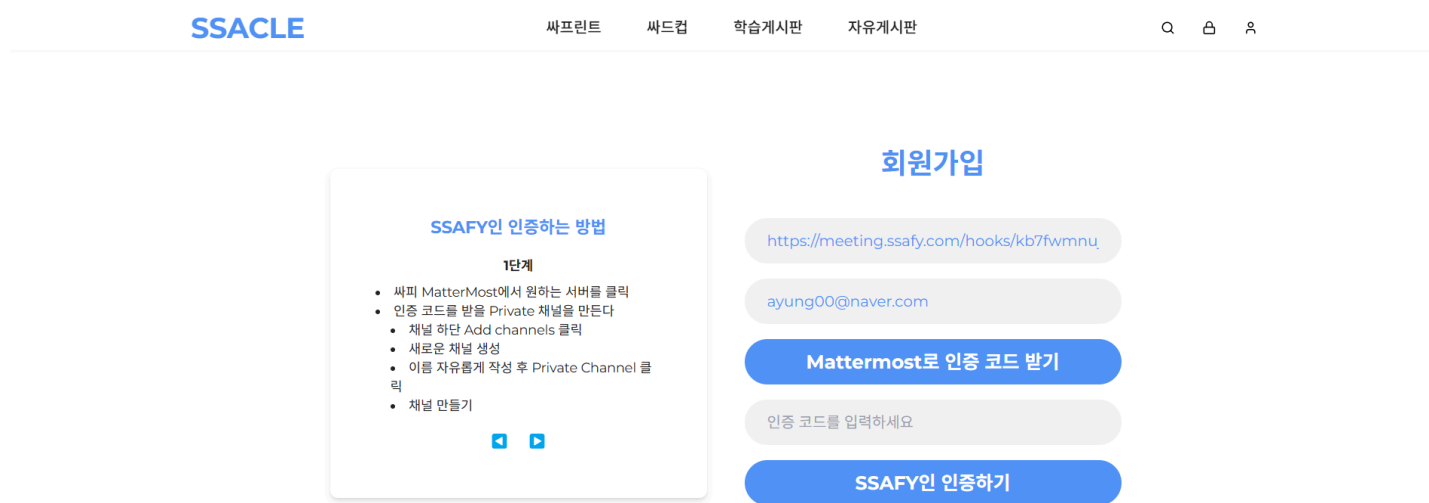 SSACLE
싸프린트 싸드컵 학습게시판 자유게시판
SSAFY인 인증하는 방법
1단계
싸피 MatterMost에서 원하는 서버를 클릭
인증 코드를 받을 Private 채널을 만든다
채널 하단 Add channels 클릭
새로운 채널 생성
이름 자유롭게 작성 후 Private Channel 클
릭
채널 만들기
회원가입
https://meeting.ssafy.com/hooks/kb7fwmnu
ayung00@naver.com
Mattermost로 인증 코드 받기
인증 코드를 입력하세요
SSAFY인 인증하기